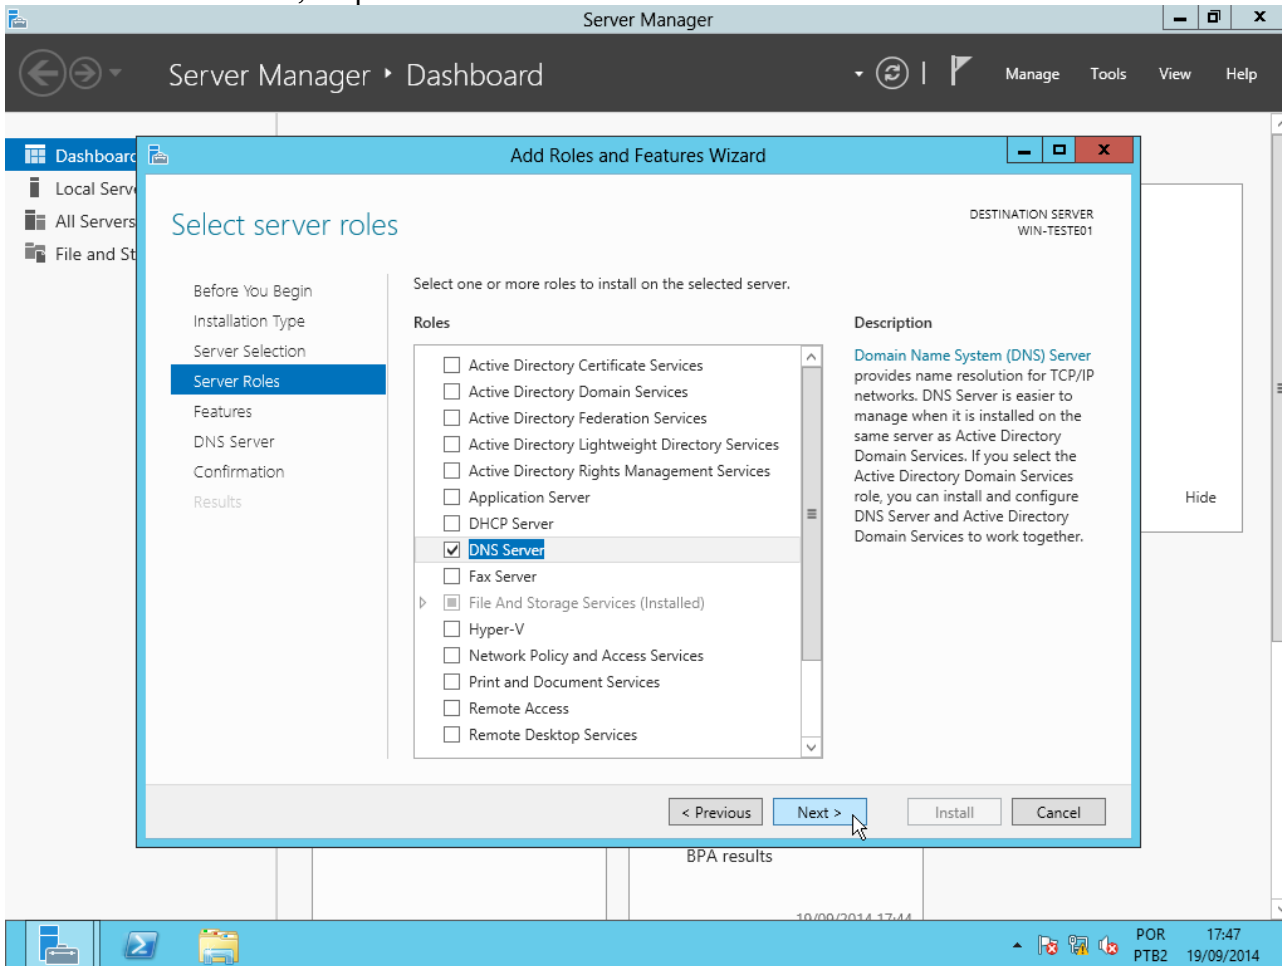 Server Manager
Server Manager ‣ Dashboard
Manage Tools View Help
Dashboard
Local Serv
All Servers
File and St
Add Roles and Features Wizard
Select server roles
DESTINATION SERVER
WIN-TESTE01
Before You Begin
Installation Type
Server Selection
Server Roles
Features
DNS Server
Confirmation
Results
Select one or more roles to install on the selected server.
Roles
Active Directory Certificate Services
Active Directory Domain Services
Active Directory Federation Services
Active Directory Lightweight Directory Services
Active Directory Rights Management Services
Application Server
DHCP Server
DNS Server
Fax Server
File And Storage Services (Installed)
Hyper-V
Network Policy and Access Services
Print and Document Services
Remote Access
Remote Desktop Services
Description
Domain Name System (DNS) Server
provides name resolution for TCP/IP
networks. DNS Server is easier to
manage when it is installed on the
same server as Active Directory
Domain Services. If you select the
Active Directory Domain Services
role, you can install and configure
DNS Server and Active Directory
Domain Services to work together.
Hide
< Previous
Next >
Install
Cancel
BPA results
19/09/2014 17:44
POR 17:47
PTB2 19/09/2014